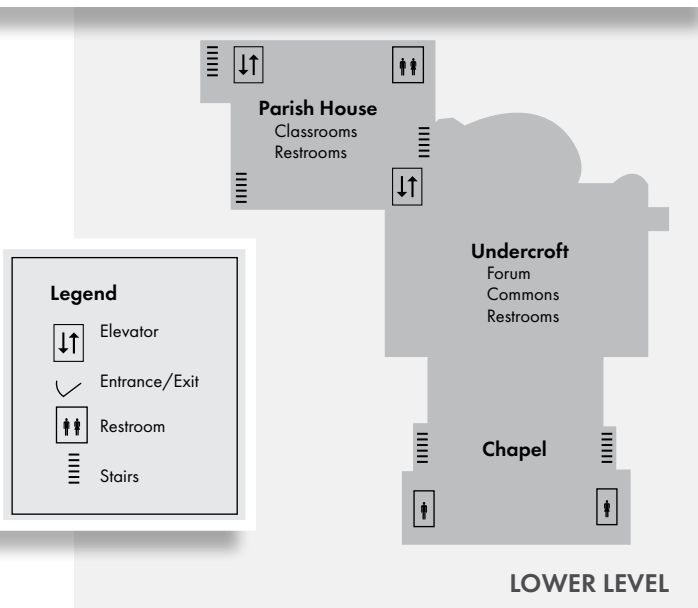 Parish House
Classrooms
Restrooms
Undercroft
Forum
Commons
Restrooms
Legend
Elevator
Entrance/Exit
Restroom
Stairs
Chapel
LOWER LEVEL